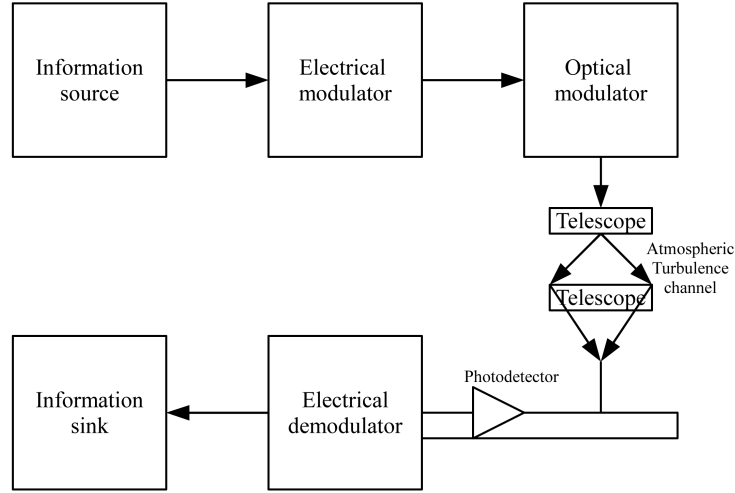 Information
source
Electrical
modulator
Optical
modulator
Telescope
Atmospheric
Turbulence
channel
Telescope
Photodetector
Information
sink
Electrical
demodulator